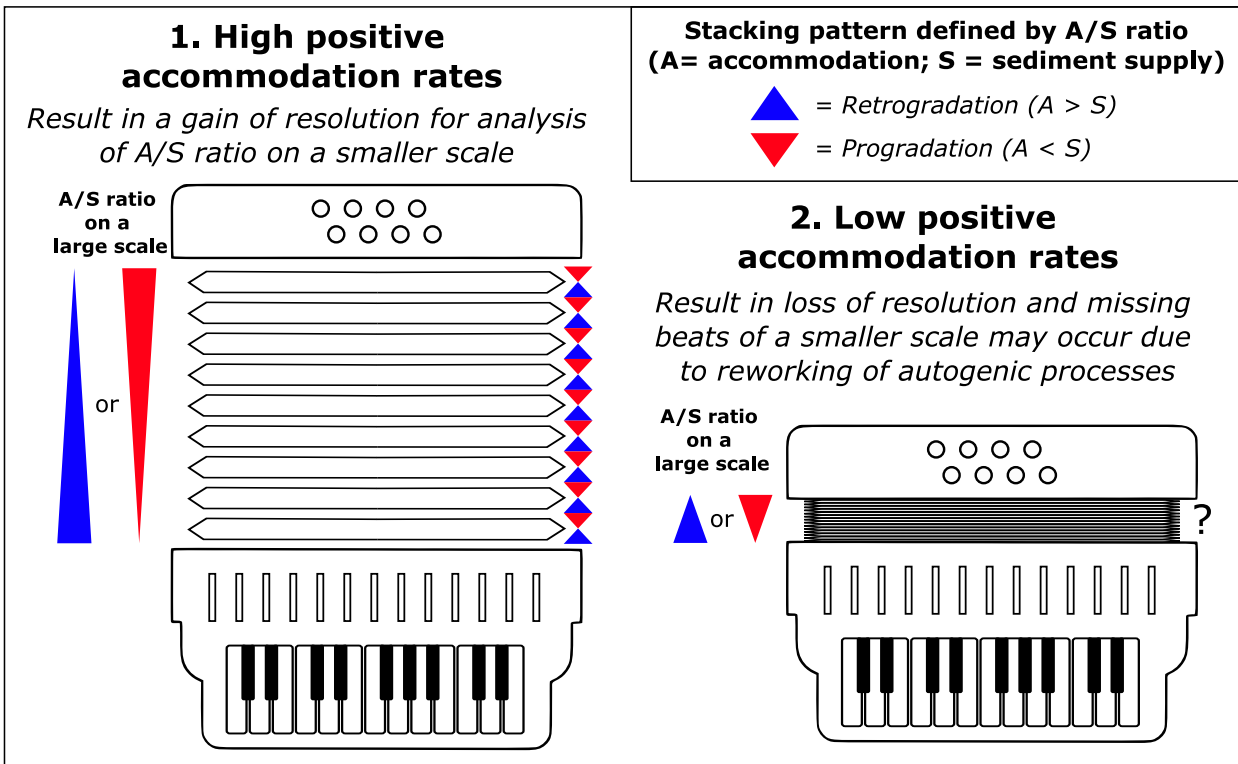 1. High positive
accommodation rates
Result in a gain of resolution for analysis
of A/S ratio on a smaller scale
A/S ratio
on a
large scale
or
Stacking pattern defined by A/S ratio
(A= accommodation; S = sediment supply)
= Retrogradation (A > S)
= Progradation (A < S)
2. Low positive
accommodation rates
Result in loss of resolution and missing
beats of a smaller scale may occur due
to reworking of autogenic processes
A/S ratio
on a
large scale
or
?